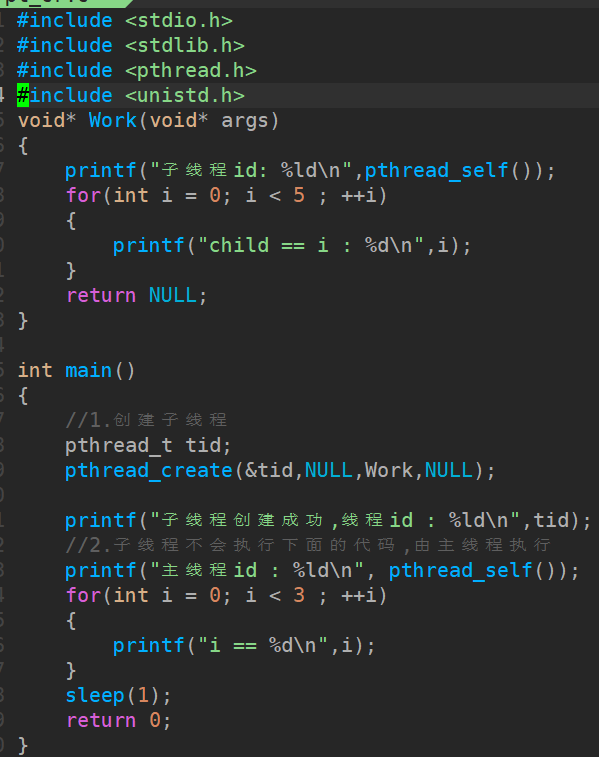 #include <stdio.h>
#include <stdlib.h>
#include <pthread.h>
#include <unistd.h>
void* Work(void* args)
{
    printf("子线程id: %ld\n",pthread_self());
    for(int i = 0; i < 5 ; ++i)
    {
        printf("child == i : %d\n",i);
    }
    return NULL;
}

int main()
{
    //1.创建子线程
    pthread_t tid;
    pthread_create(&tid,NULL,Work,NULL);

    printf("子线程创建成功,线程id : %ld\n",tid);
    //2.子线程不会执行下面的代码,由主线程执行
    printf("主线程id : %ld\n", pthread_self());
    for(int i = 0; i < 3 ; ++i)
    {
        printf("i == %d\n",i);
    }
    sleep(1);
    return 0;
}